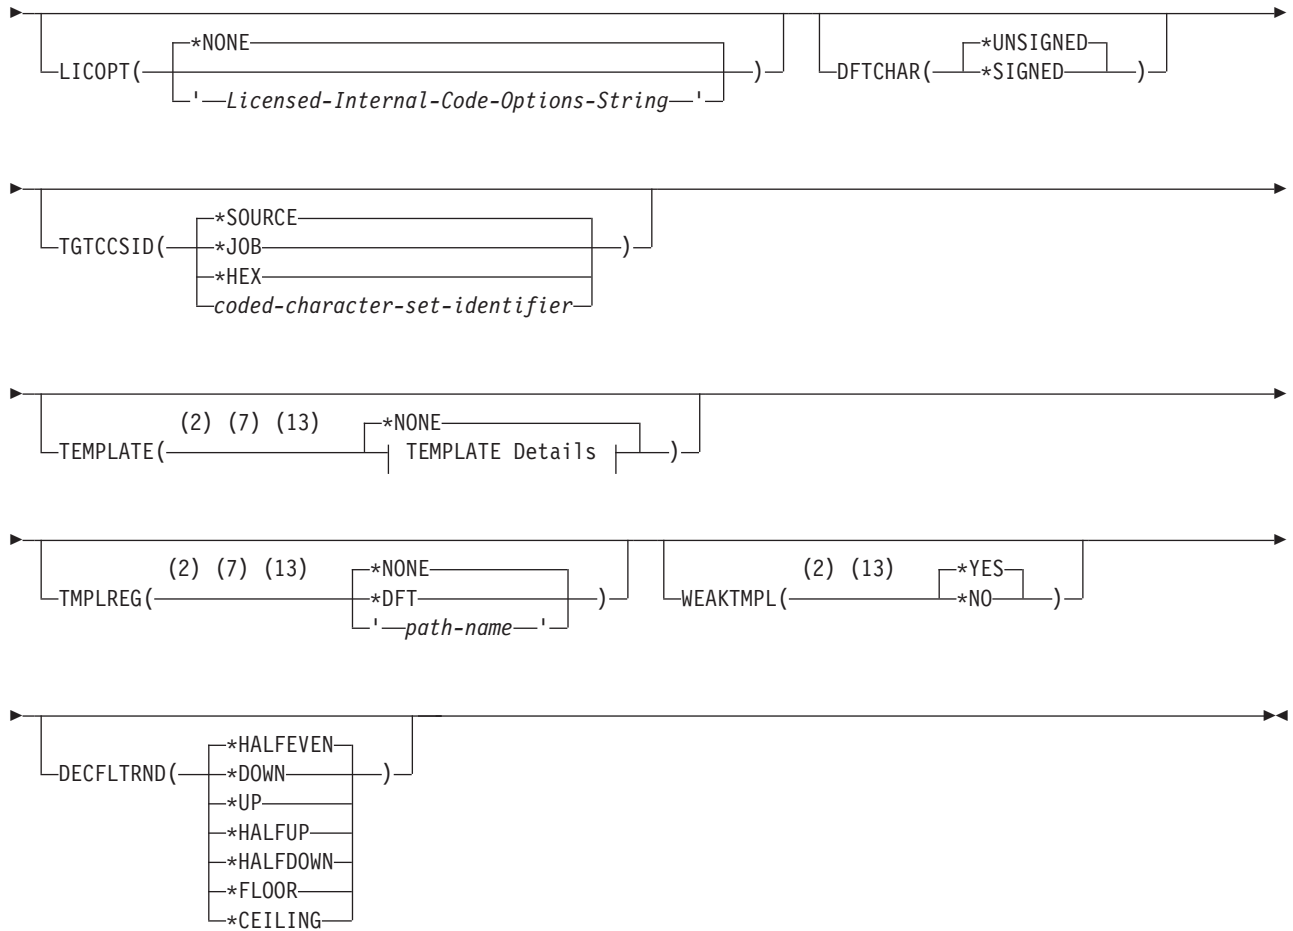 *NONE *UNSIGNED
LICOPT( ) DFTCHAR( *SIGNED )
' Licensed-Internal-Code-Options-String '
*SOURCE
TGTCCSID( *JOB )
*HEX
coded-character-set-identifier
(2) (7) (13) *NONE
TEMPLATE( TEMPLATE Details )
(2) (7) (13) *NONE (2) (13) *YES
TMPLREG( *DFT ) WEAKTMPL( *NO )
' path-name '
*HALFEVEN
DECFLTRND( *DOWN )
*UP
*HALFUP
*HALFDOWN
*FLOOR
*CEILING